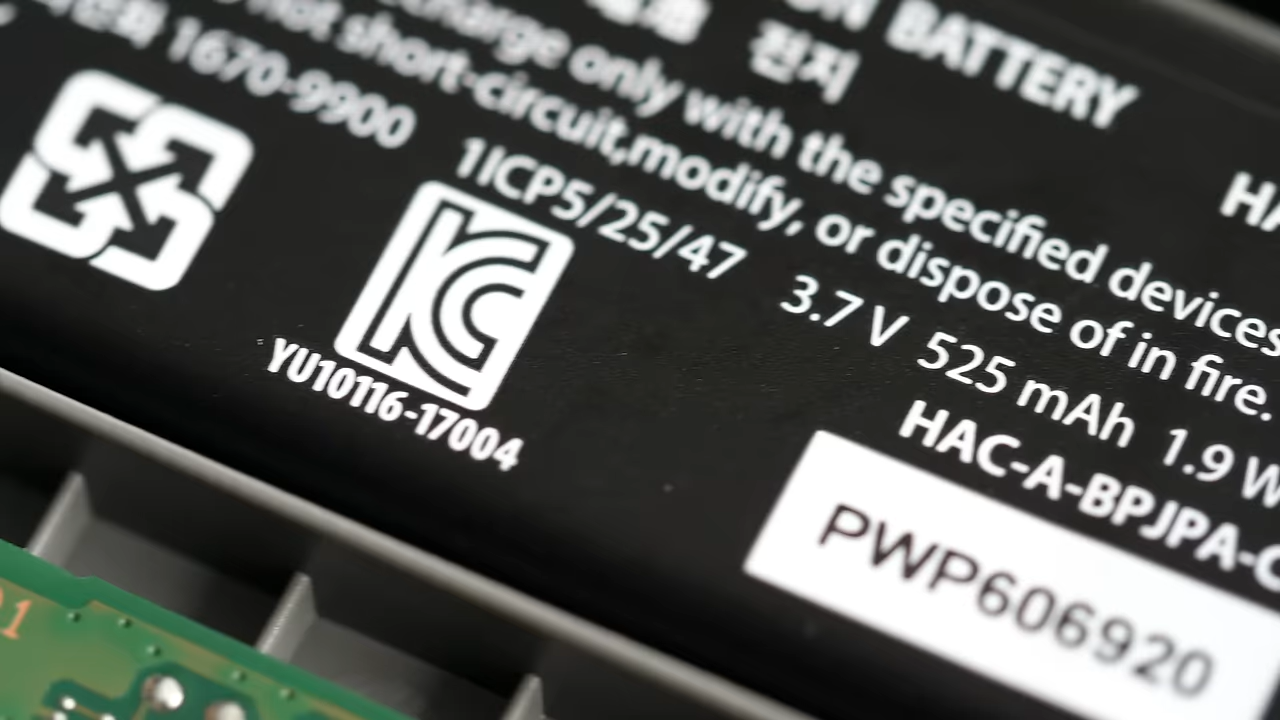 BATTERY
전지
charge only with the specified devices
not short-circuit,modify, or dispose of in fire.
1670-9900
1ICP5/25/47
3.7 V 525 mAh 1.9 W
HAC-A-BPJPA-C
KC
YU10116-17004
PWP606920